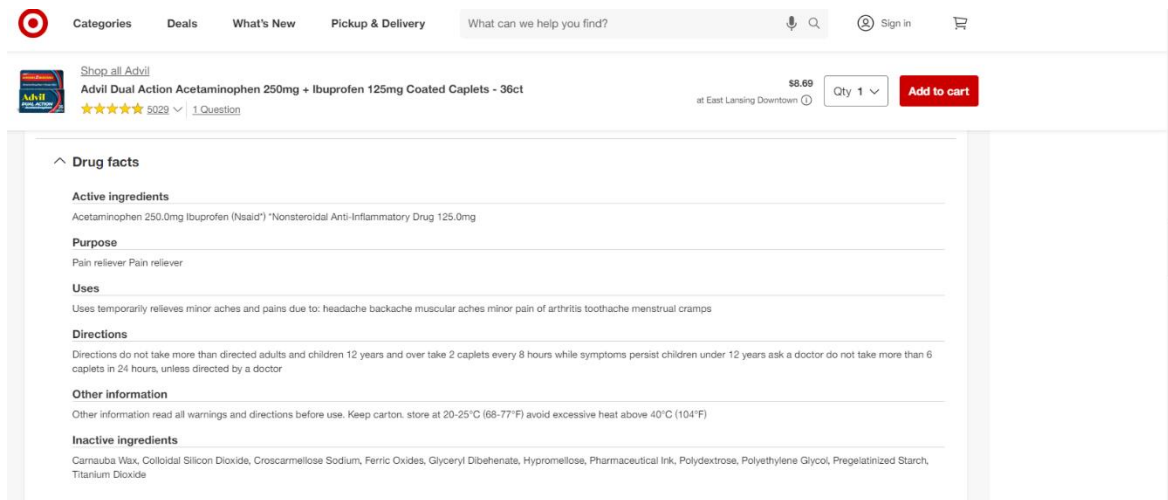 Categories Deals What's New Pickup & Delivery What can we help you find? Sign in
Shop all Advil
Advil Dual Action Acetaminophen 250mg + Ibuprofen 125mg Coated Caplets - 36ct
5029 1 Question
$8.69
at East Lansing Downtown
Qty 1
Add to cart
Advil
DUAL ACTION
Drug facts
Active ingredients
Acetaminophen 250.0mg Ibuprofen (Nsaid*) *Nonsteroidal Anti-Inflammatory Drug 125.0mg
Purpose
Pain reliever Pain reliever
Uses
Uses temporarily relieves minor aches and pains due to: headache backache muscular aches minor pain of arthritis toothache menstrual cramps
Directions
Directions do not take more than directed adults and children 12 years and over take 2 caplets every 8 hours while symptoms persist children under 12 years ask a doctor do not take more than 6
caplets in 24 hours, unless directed by a doctor
Other information
Other information read all warnings and directions before use. Keep carton. store at 20-25°C (68-77°F) avoid excessive heat above 40°C (104°F)
Inactive ingredients
Carnauba Wax, Colloidal Silicon Dioxide, Croscarmellose Sodium, Ferric Oxides, Glyceryl Dibehenate, Hypromellose, Pharmaceutical Ink, Polydextrose, Polyethylene Glycol, Pregelatinized Starch,
Titanium Dioxide